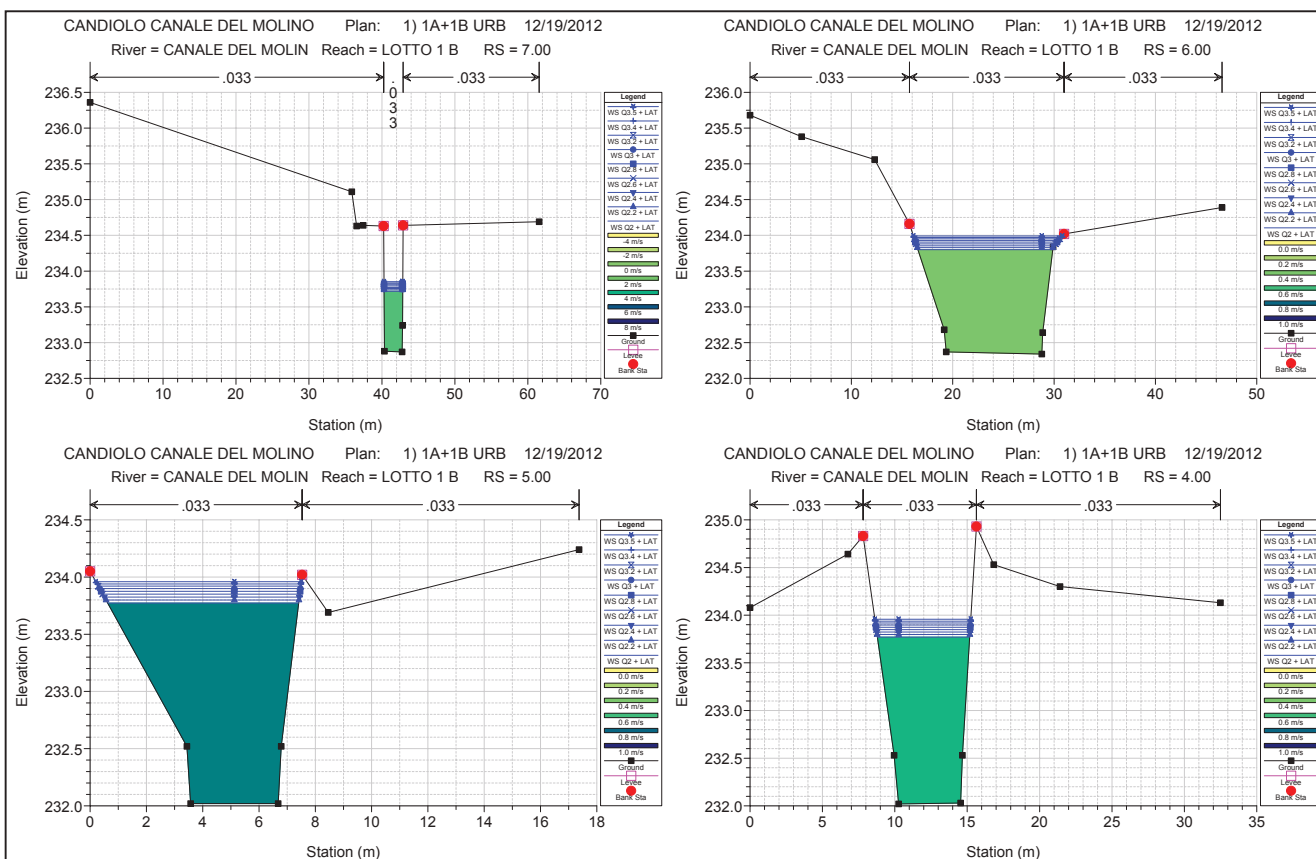 CANDIOLO CANALE DEL MOLINO Plan: 1) 1A+1B URB 12/19/2012
River = CANALE DEL MOLIN Reach = LOTTO 1 B RS = 7.00
.033 .033 .033
236.5
236.0
235.5
235.0
234.5
234.0
233.5
233.0
232.5
Elevation (m)
0 10 20 30 40 50 60 70
Station (m)
Legend
WS Q3.5 + LAT
WS Q3.4 + LAT
WS Q3.2 + LAT
WS Q3 + LAT
WS Q2.8 + LAT
WS Q2.6 + LAT
WS Q2.4 + LAT
WS Q2.2 + LAT
WS Q2 + LAT
-4 m/s
-2 m/s
0 m/s
2 m/s
4 m/s
6 m/s
8 m/s
Ground
Levee
Bank Sta
CANDIOLO CANALE DEL MOLINO Plan: 1) 1A+1B URB 12/19/2012
River = CANALE DEL MOLIN Reach = LOTTO 1 B RS = 6.00
.033 .033 .033
236.0
235.5
235.0
234.5
234.0
233.5
233.0
232.5
Elevation (m)
0 10 20 30 40 50
Station (m)
Legend
WS Q3.5 + LAT
WS Q3.4 + LAT
WS Q3.2 + LAT
WS Q3 + LAT
WS Q2.8 + LAT
WS Q2.6 + LAT
WS Q2.4 + LAT
WS Q2.2 + LAT
WS Q2 + LAT
0.0 m/s
0.2 m/s
0.4 m/s
0.6 m/s
0.8 m/s
1.0 m/s
Ground
Levee
Bank Sta
CANDIOLO CANALE DEL MOLINO Plan: 1) 1A+1B URB 12/19/2012
River = CANALE DEL MOLIN Reach = LOTTO 1 B RS = 5.00
.033 .033
234.5
234.0
233.5
233.0
232.5
232.0
Elevation (m)
0 2 4 6 8 10 12 14 16 18
Station (m)
Legend
WS Q3.5 + LAT
WS Q3.4 + LAT
WS Q3.2 + LAT
WS Q3 + LAT
WS Q2.8 + LAT
WS Q2.6 + LAT
WS Q2.4 + LAT
WS Q2.2 + LAT
WS Q2 + LAT
0.0 m/s
0.2 m/s
0.4 m/s
0.6 m/s
0.8 m/s
1.0 m/s
Ground
Levee
Bank Sta
CANDIOLO CANALE DEL MOLINO Plan: 1) 1A+1B URB 12/19/2012
River = CANALE DEL MOLIN Reach = LOTTO 1 B RS = 4.00
.033 .033 .033
235.0
234.5
234.0
233.5
233.0
232.5
232.0
Elevation (m)
0 5 10 15 20 25 30 35
Station (m)
Legend
WS Q3.5 + LAT
WS Q3.4 + LAT
WS Q3.2 + LAT
WS Q3 + LAT
WS Q2.8 + LAT
WS Q2.6 + LAT
WS Q2.4 + LAT
WS Q2.2 + LAT
WS Q2 + LAT
0.0 m/s
0.2 m/s
0.4 m/s
0.6 m/s
0.8 m/s
1.0 m/s
Ground
Levee
Bank Sta